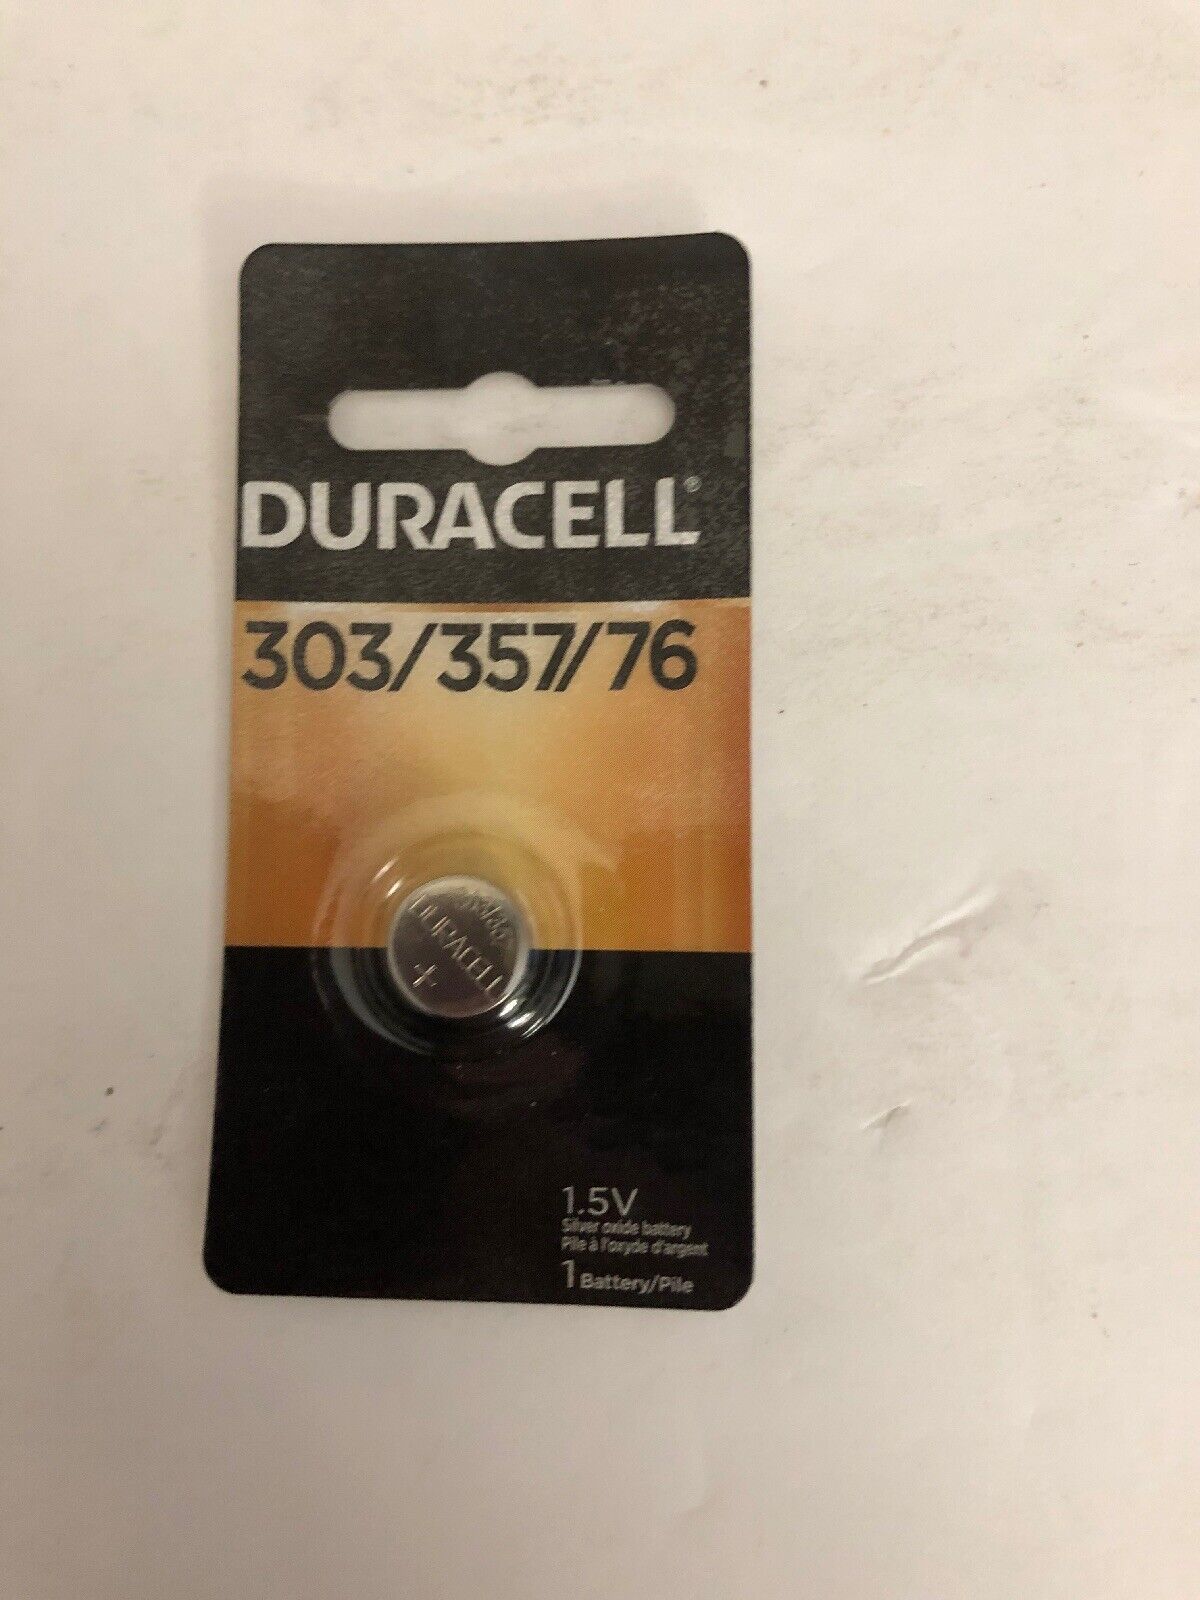 DURACELL®
303/357/76
DURACELL
+
1.5V
Silver oxide battery
Pile à l'oxyde d'argent
1 Battery/Pile